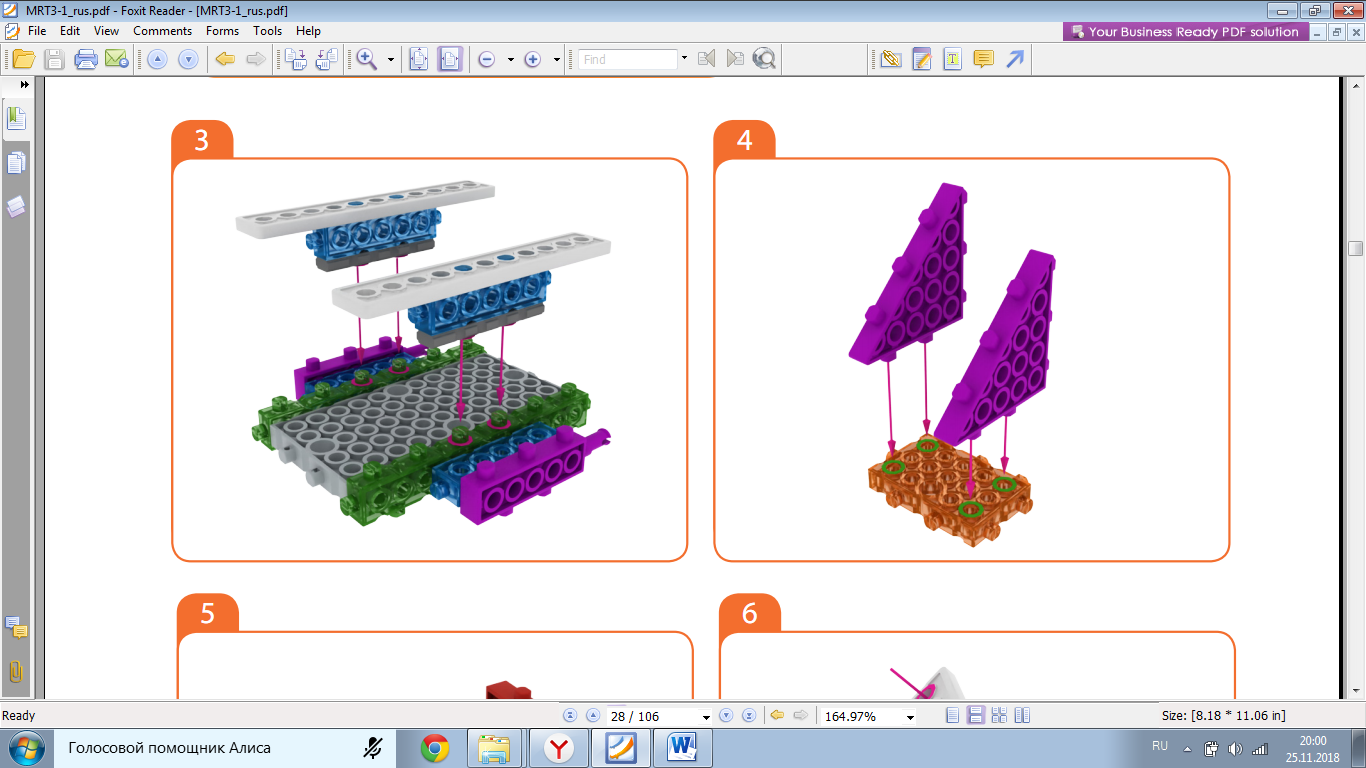 MRT3-1_rus.pdf - Foxit Reader - [MRT3-1_rus.pdf]
File Edit View Comments Forms Tools Help
Your Business Ready PDF solution
Find
3
4
5
6
Ready
28 / 106
164.97%
Size: [8.18 * 11.06 in]
Голосовой помощник Алиса
RU
20:00
25.11.2018